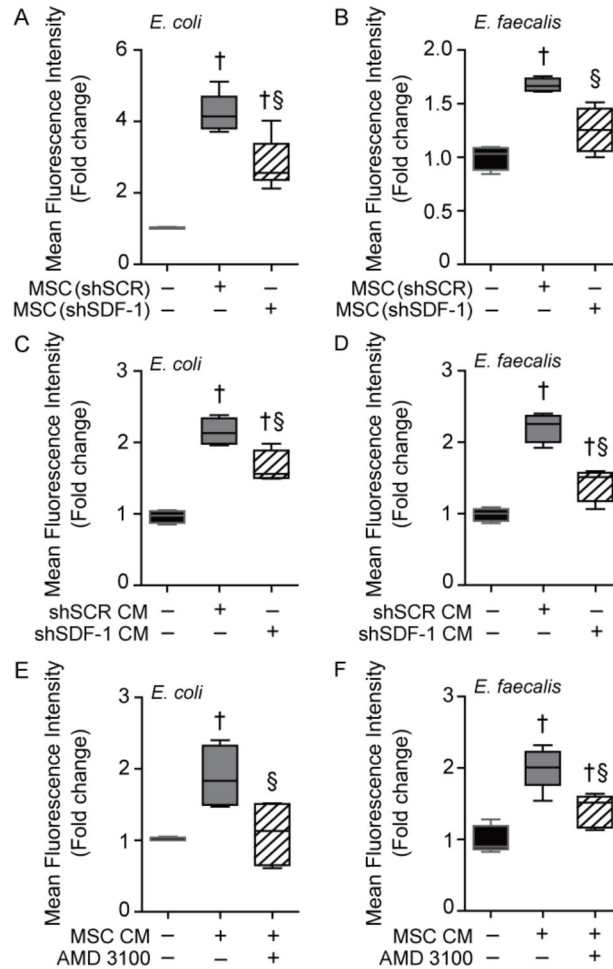 A
E. coli
Mean Fluorescence Intensity
(Fold change)
6
4
2
0
†
†§
MSC (shSCR) – + –
MSC (shSDF-1) – – +
B
E. faecalis
Mean Fluorescence Intensity
(Fold change)
2.0
1.5
1.0
0.5
0.0
†
§
MSC (shSCR) – + –
MSC (shSDF-1) – – +
C
E. coli
Mean Fluorescence Intensity
(Fold change)
3
2
1
0
†
†§
shSCR CM – + –
shSDF-1 CM – – +
D
E. faecalis
Mean Fluorescence Intensity
(Fold change)
3
2
1
0
†
†§
shSCR CM – + –
shSDF-1 CM – – +
E
E. coli
Mean Fluorescence Intensity
(Fold change)
3
2
1
0
†
§
MSC CM – + +
AMD 3100 – – +
F
E. faecalis
Mean Fluorescence Intensity
(Fold change)
3
2
1
0
†
†§
MSC CM – + +
AMD 3100 – – +